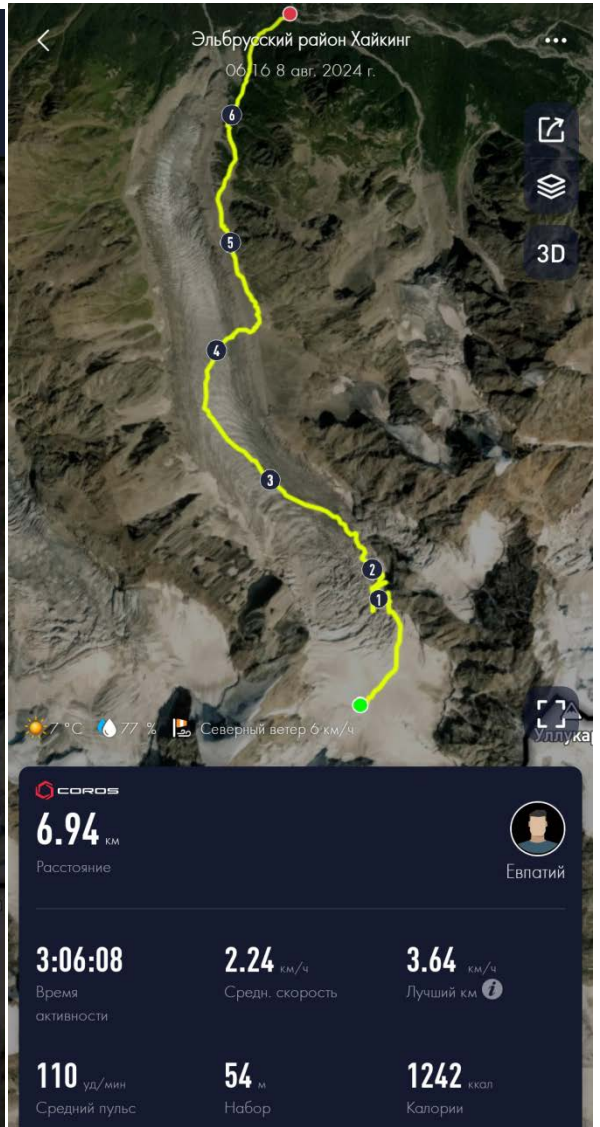 Эльбрусский район Хайкинг
06:16 8 авг. 2024 г.
3D
6
5
4
3
2
1
7 °C 77 % Северный ветер 6 км/ч
COROS
6.94 км
Расстояние
Евпатий
3:06:08
Время
активности
2.24 км/ч
Средн. скорость
3.64 км/ч
Лучший км i
110 уд/мин
Средний пульс
54 м
Набор
1242 ккал
Калории